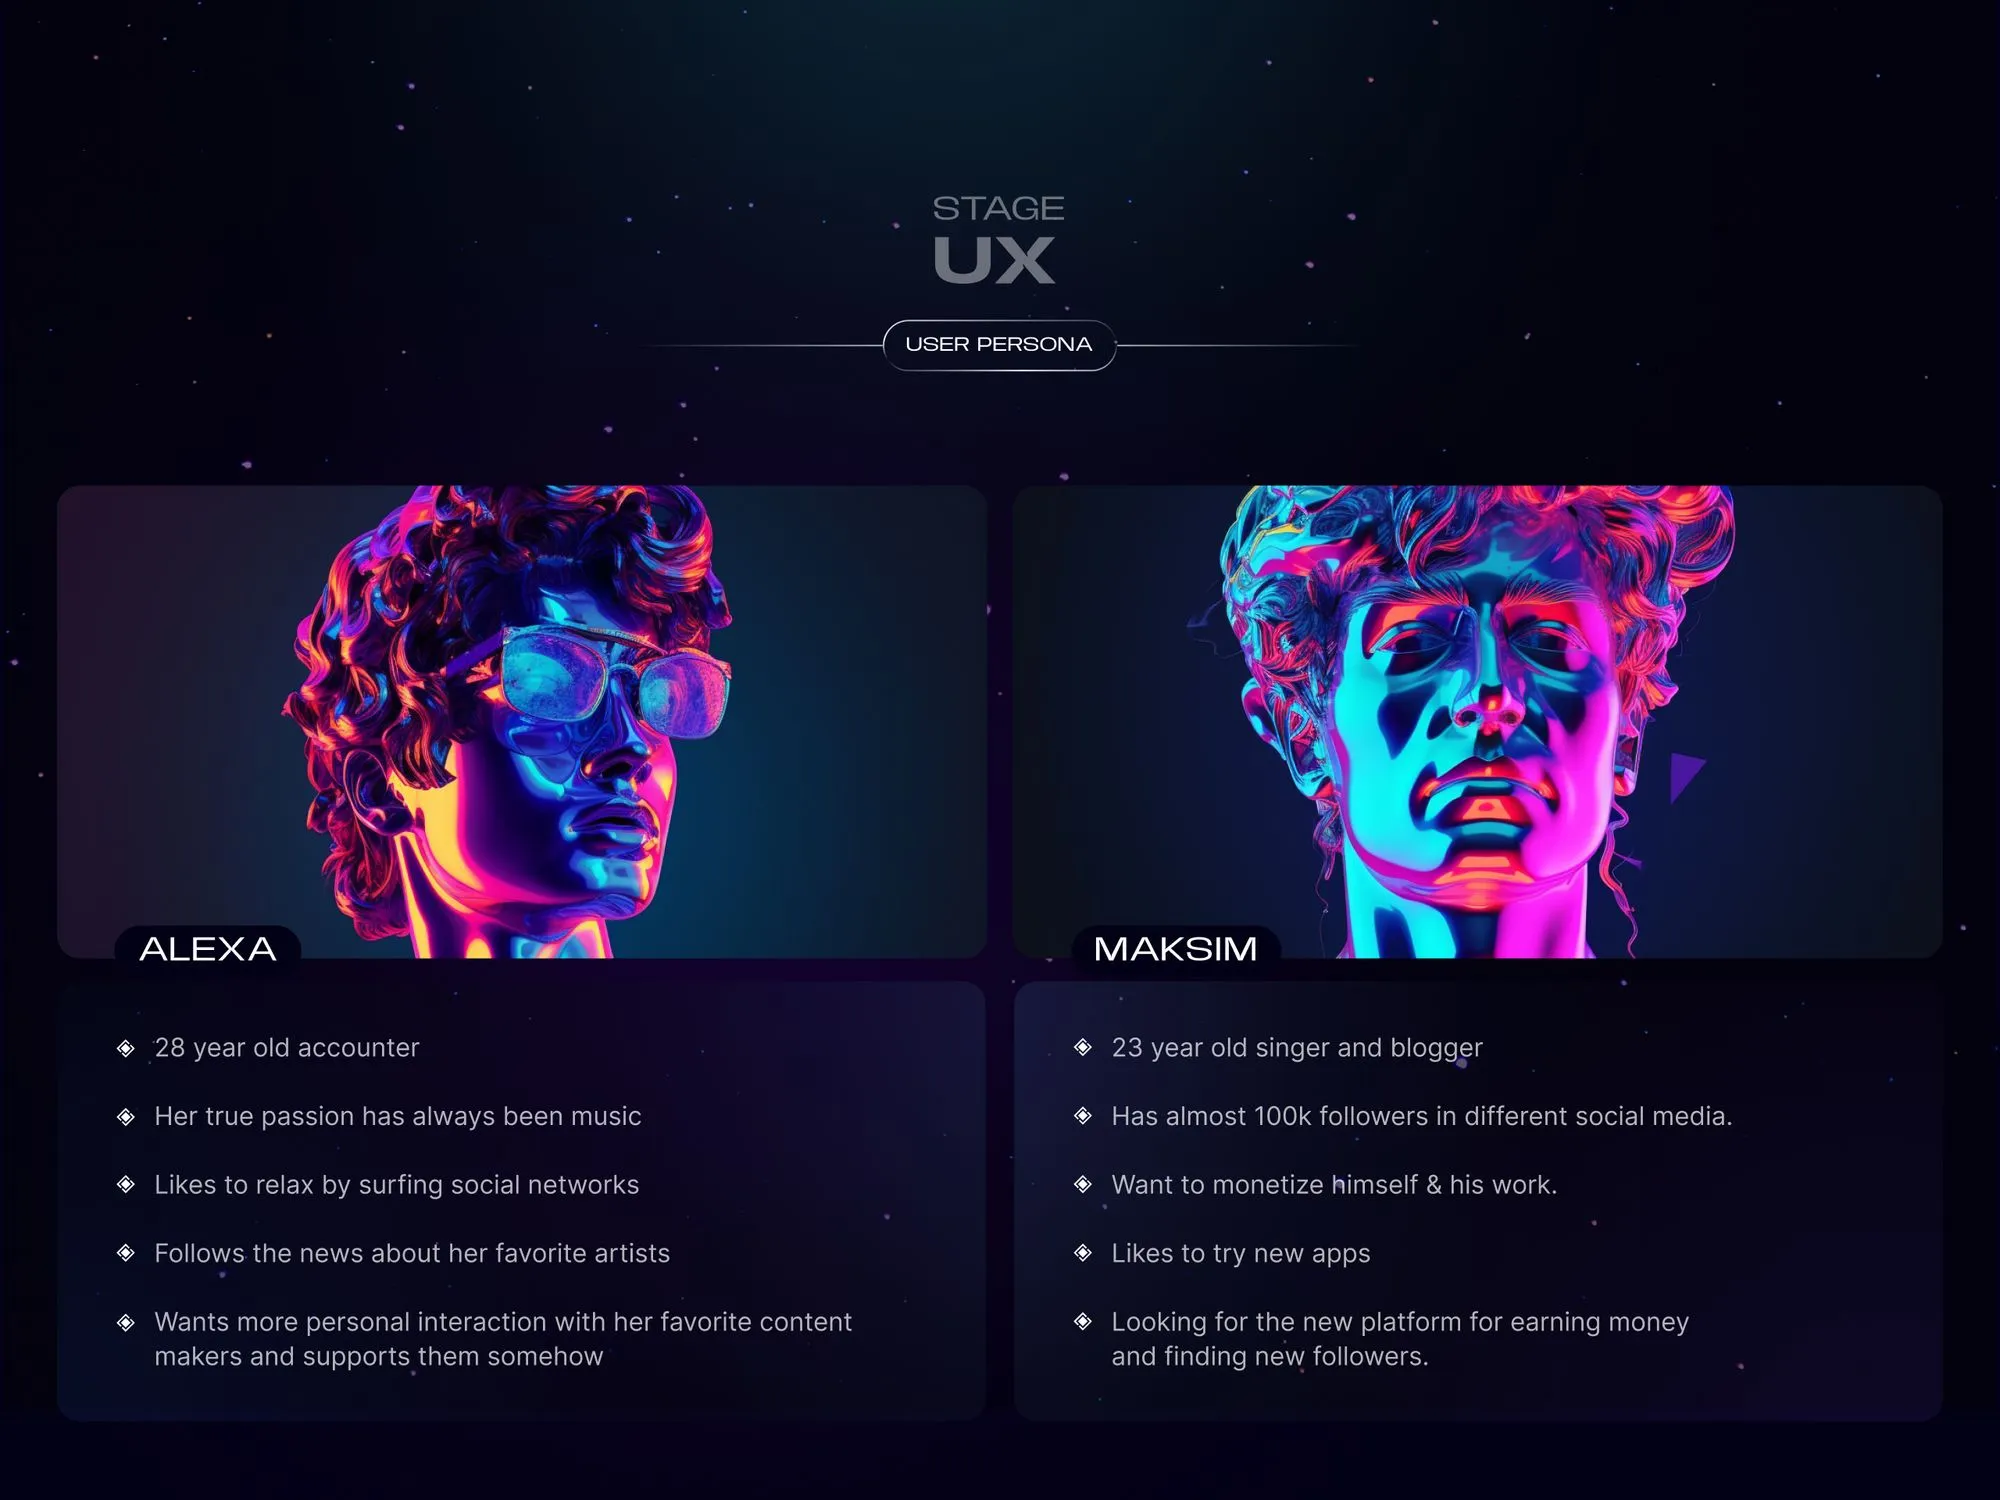 STAGE
UX
USER PERSONA
ALEXA
28 year old accounter
Her true passion has always been music
Likes to relax by surfing social networks
Follows the news about her favorite artists
Wants more personal interaction with her favorite content
makers and supports them somehow
MAKSIM
23 year old singer and blogger
Has almost 100k followers in different social media.
Want to monetize himself & his work.
Likes to try new apps
Looking for the new platform for earning money
and finding new followers.